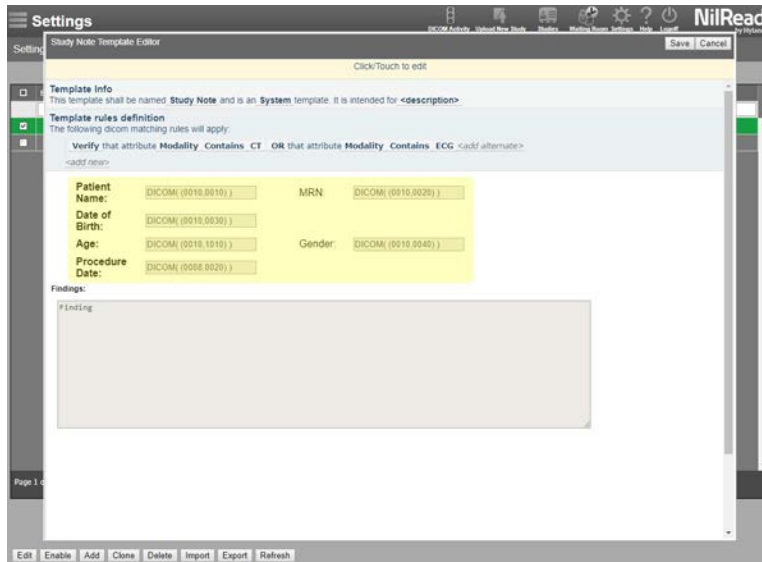 Settings
DICOM Activity Upload New Study Studies Waiting Room Settings Help Logoff
NilRead
by Hyland
Setting
Study Note Template Editor
Save Cancel
Click/Touch to edit
Template Info
This template shall be named Study Note and is an System template. It is intended for <description>
Template rules definition
The following dicom matching rules will apply:
Verify that attribute Modality Contains CT OR that attribute Modality Contains ECG <add alternate>
<add new>
Patient Name: DICOM( (0010,0010) ) MRN: DICOM( (0010,0020) )
Date of Birth: DICOM( (0010,0030) )
Age: DICOM( (0010,1010) ) Gender: DICOM( (0010,0040) )
Procedure Date: DICOM( (0008,0020) )
Findings:
Finding
Page 1
Edit Enable Add Clone Delete Import Export Refresh